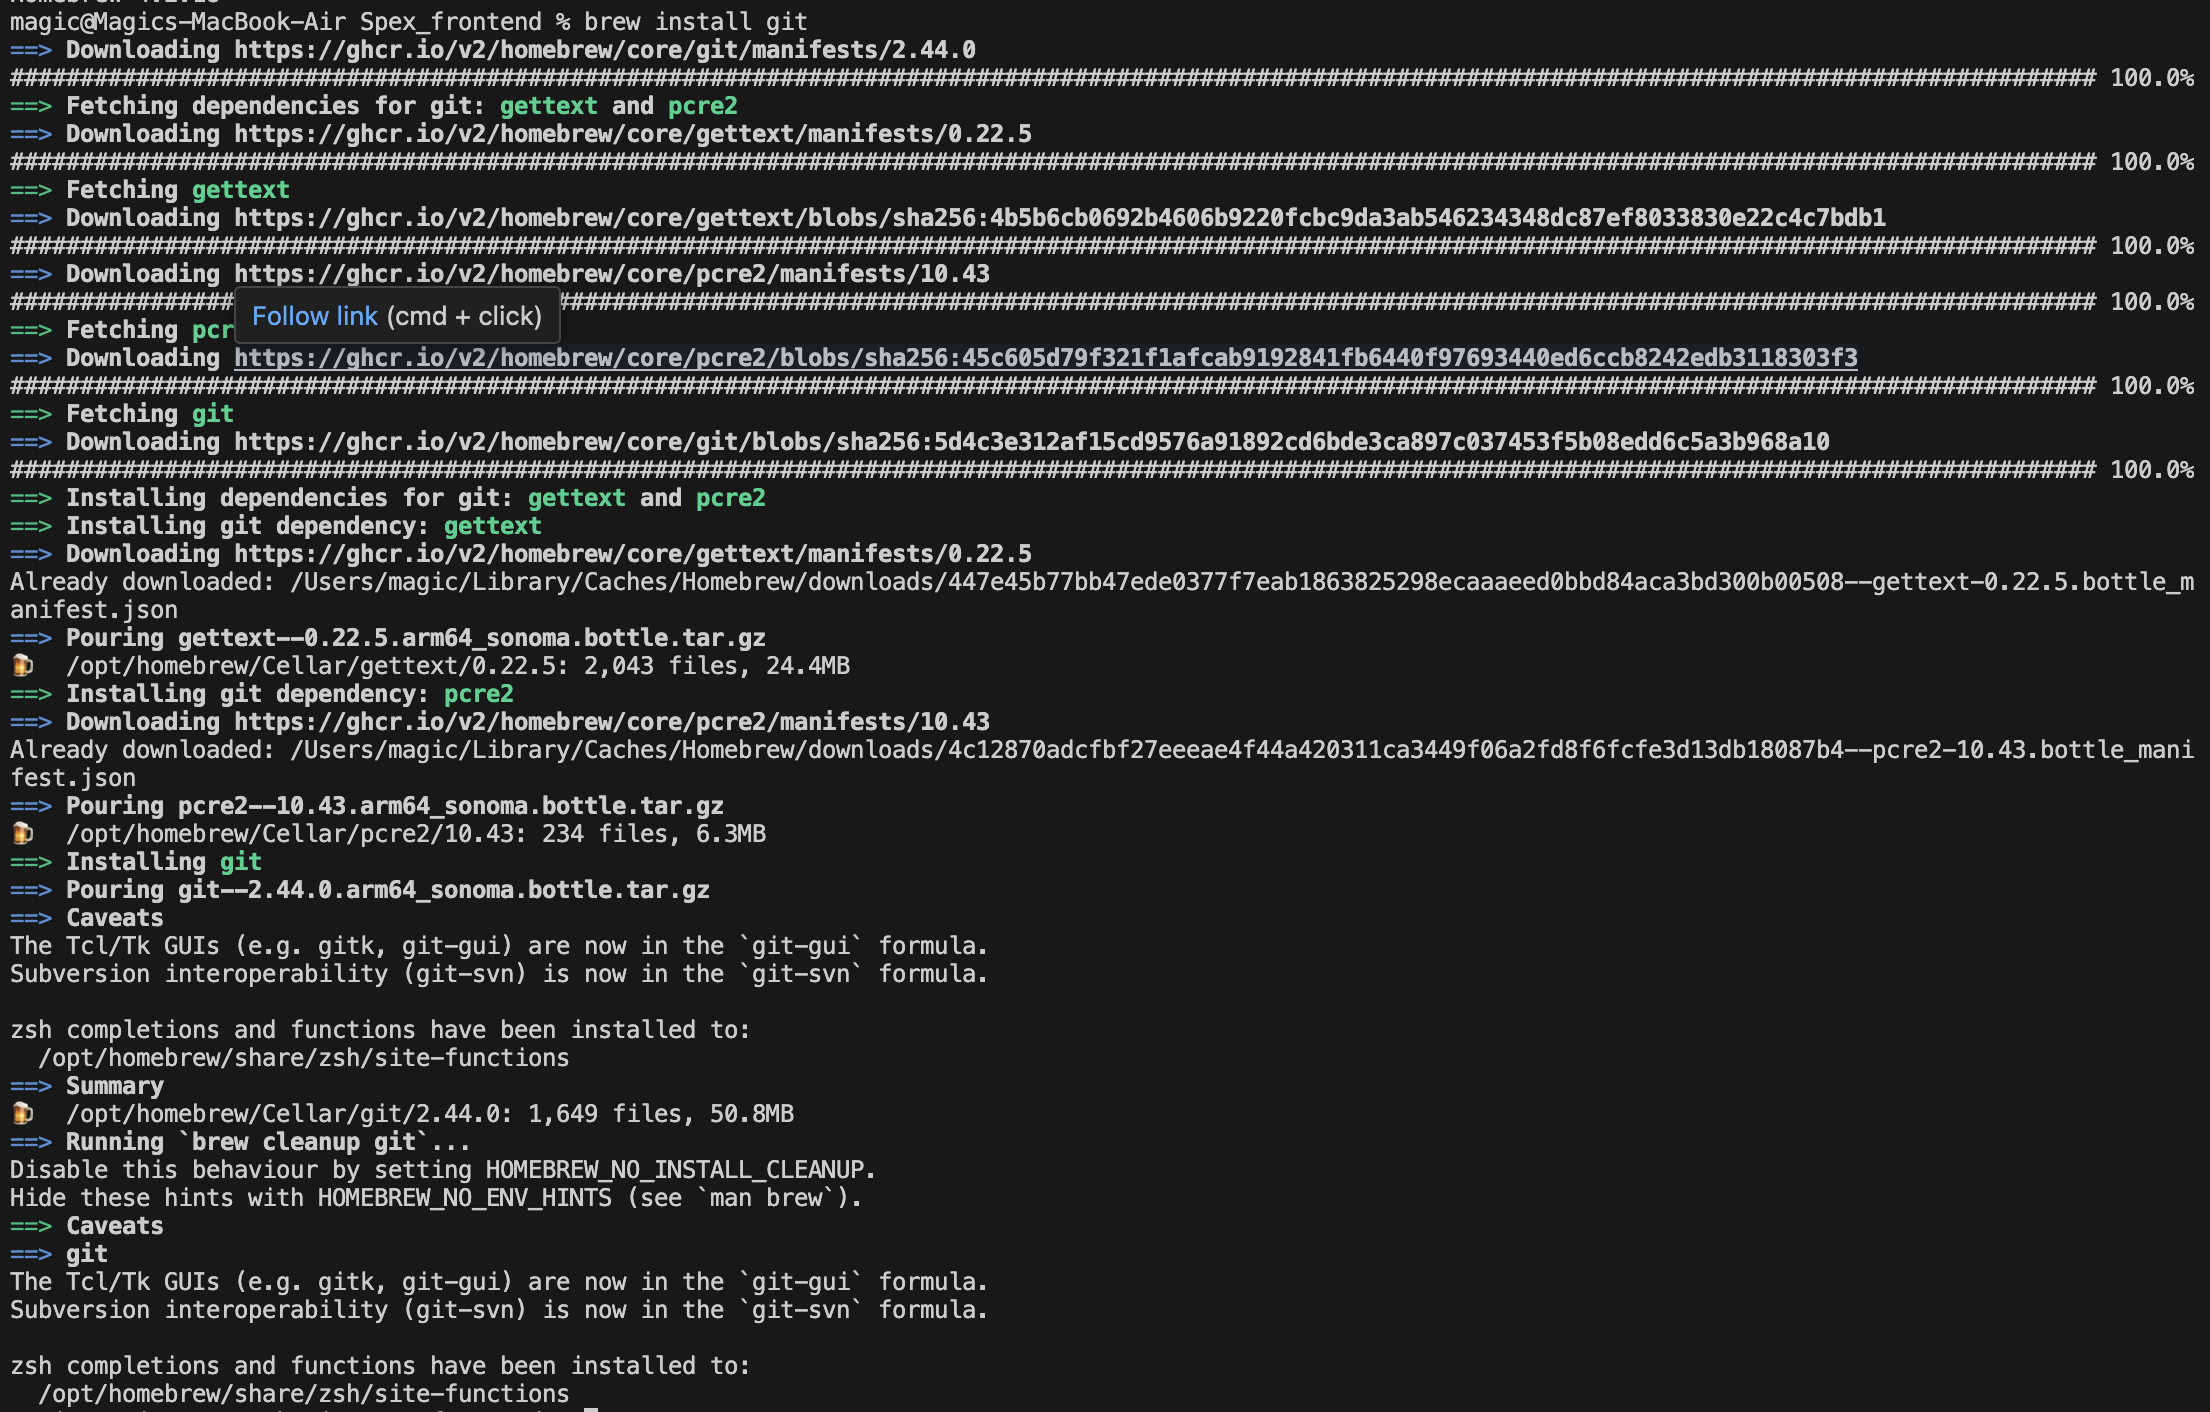 magic@Magics-MacBook-Air Spex_frontend % brew install git
==> Downloading https://ghcr.io/v2/homebrew/core/git/manifests/2.44.0
##################################################################################################################################################### 100.0%
==> Fetching dependencies for git: gettext and pcre2
==> Downloading https://ghcr.io/v2/homebrew/core/gettext/manifests/0.22.5
##################################################################################################################################################### 100.0%
==> Fetching gettext
==> Downloading https://ghcr.io/v2/homebrew/core/gettext/blobs/sha256:4b5b6cb0692b4606b9220fcbc9da3ab546234348dc87ef8033830e22c4c7bdb1
##################################################################################################################################################### 100.0%
==> Downloading https://ghcr.io/v2/homebrew/core/pcre2/manifests/10.43
##################################################################################################################################################### 100.0%
Follow link (cmd + click)
==> Fetching pcr
==> Downloading https://ghcr.io/v2/homebrew/core/pcre2/blobs/sha256:45c605d79f321f1afcab9192841fb6440f97693440ed6ccb8242edb3118303f3
##################################################################################################################################################### 100.0%
==> Fetching git
==> Downloading https://ghcr.io/v2/homebrew/core/git/blobs/sha256:5d4c3e312af15cd9576a91892cd6bde3ca897c037453f5b08edd6c5a3b968a10
##################################################################################################################################################### 100.0%
==> Installing dependencies for git: gettext and pcre2
==> Installing git dependency: gettext
==> Downloading https://ghcr.io/v2/homebrew/core/gettext/manifests/0.22.5
Already downloaded: /Users/magic/Library/Caches/Homebrew/downloads/447e45b77bb47ede0377f7eab1863825298ecaaaeed0bbd84aca3bd300b00508--gettext-0.22.5.bottle_m
anifest.json
==> Pouring gettext--0.22.5.arm64_sonoma.bottle.tar.gz
🍺  /opt/homebrew/Cellar/gettext/0.22.5: 2,043 files, 24.4MB
==> Installing git dependency: pcre2
==> Downloading https://ghcr.io/v2/homebrew/core/pcre2/manifests/10.43
Already downloaded: /Users/magic/Library/Caches/Homebrew/downloads/4c12870adcfbf27eeeae4f44a420311ca3449f06a2fd8f6fcfe3d13db18087b4--pcre2-10.43.bottle_mani
fest.json
==> Pouring pcre2--10.43.arm64_sonoma.bottle.tar.gz
🍺  /opt/homebrew/Cellar/pcre2/10.43: 234 files, 6.3MB
==> Installing git
==> Pouring git--2.44.0.arm64_sonoma.bottle.tar.gz
==> Caveats
The Tcl/Tk GUIs (e.g. gitk, git-gui) are now in the `git-gui` formula.
Subversion interoperability (git-svn) is now in the `git-svn` formula.

zsh completions and functions have been installed to:
  /opt/homebrew/share/zsh/site-functions
==> Summary
🍺  /opt/homebrew/Cellar/git/2.44.0: 1,649 files, 50.8MB
==> Running `brew cleanup git`...
Disable this behaviour by setting HOMEBREW_NO_INSTALL_CLEANUP.
Hide these hints with HOMEBREW_NO_ENV_HINTS (see `man brew`).
==> Caveats
==> git
The Tcl/Tk GUIs (e.g. gitk, git-gui) are now in the `git-gui` formula.
Subversion interoperability (git-svn) is now in the `git-svn` formula.

zsh completions and functions have been installed to:
  /opt/homebrew/share/zsh/site-functions